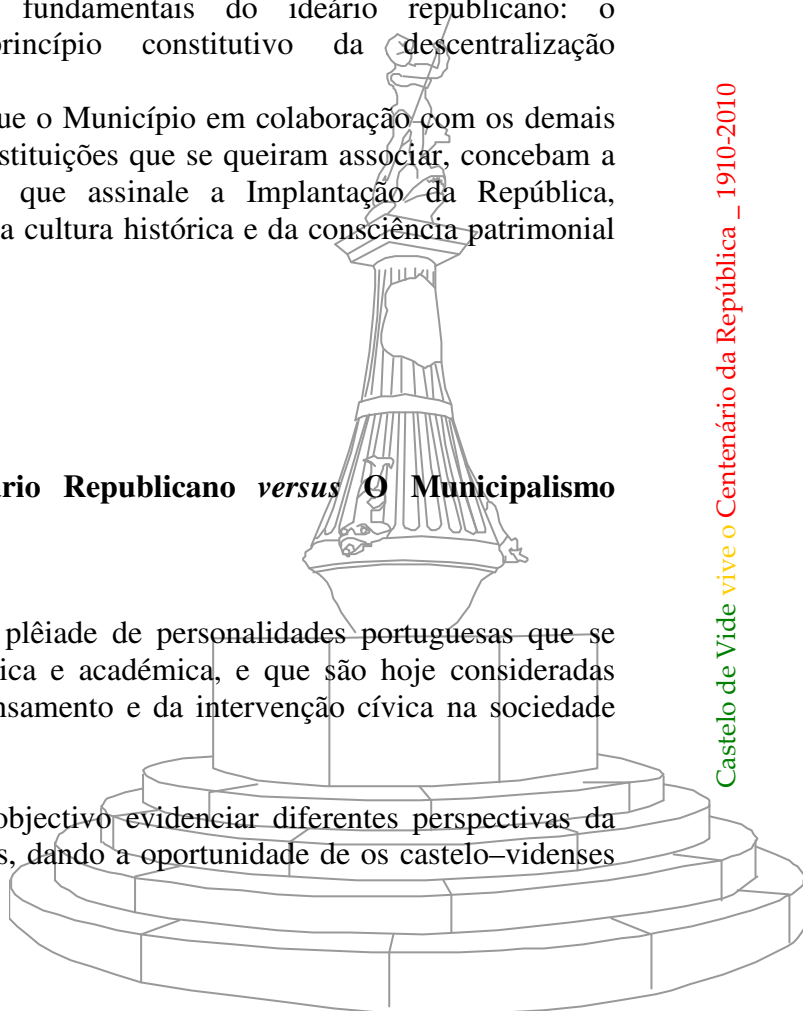 fundamentais do ideário republicano: o
princípio constitutivo da descentralização
ue o Município em colaboração com os demais
stituições que se queiram associar, concebam a
que assinale a Implantação da República,
a cultura histórica e da consciência patrimonial
ário Republicano versus O Municipalismo
plêiade de personalidades portuguesas que se
ica e académica, e que são hoje consideradas
nsamento e da intervenção cívica na sociedade
objectivo evidenciar diferentes perspectivas da
s, dando a oportunidade de os castelo–videnses
Castelo de Vide vive o Centenário da República _ 1910-2010